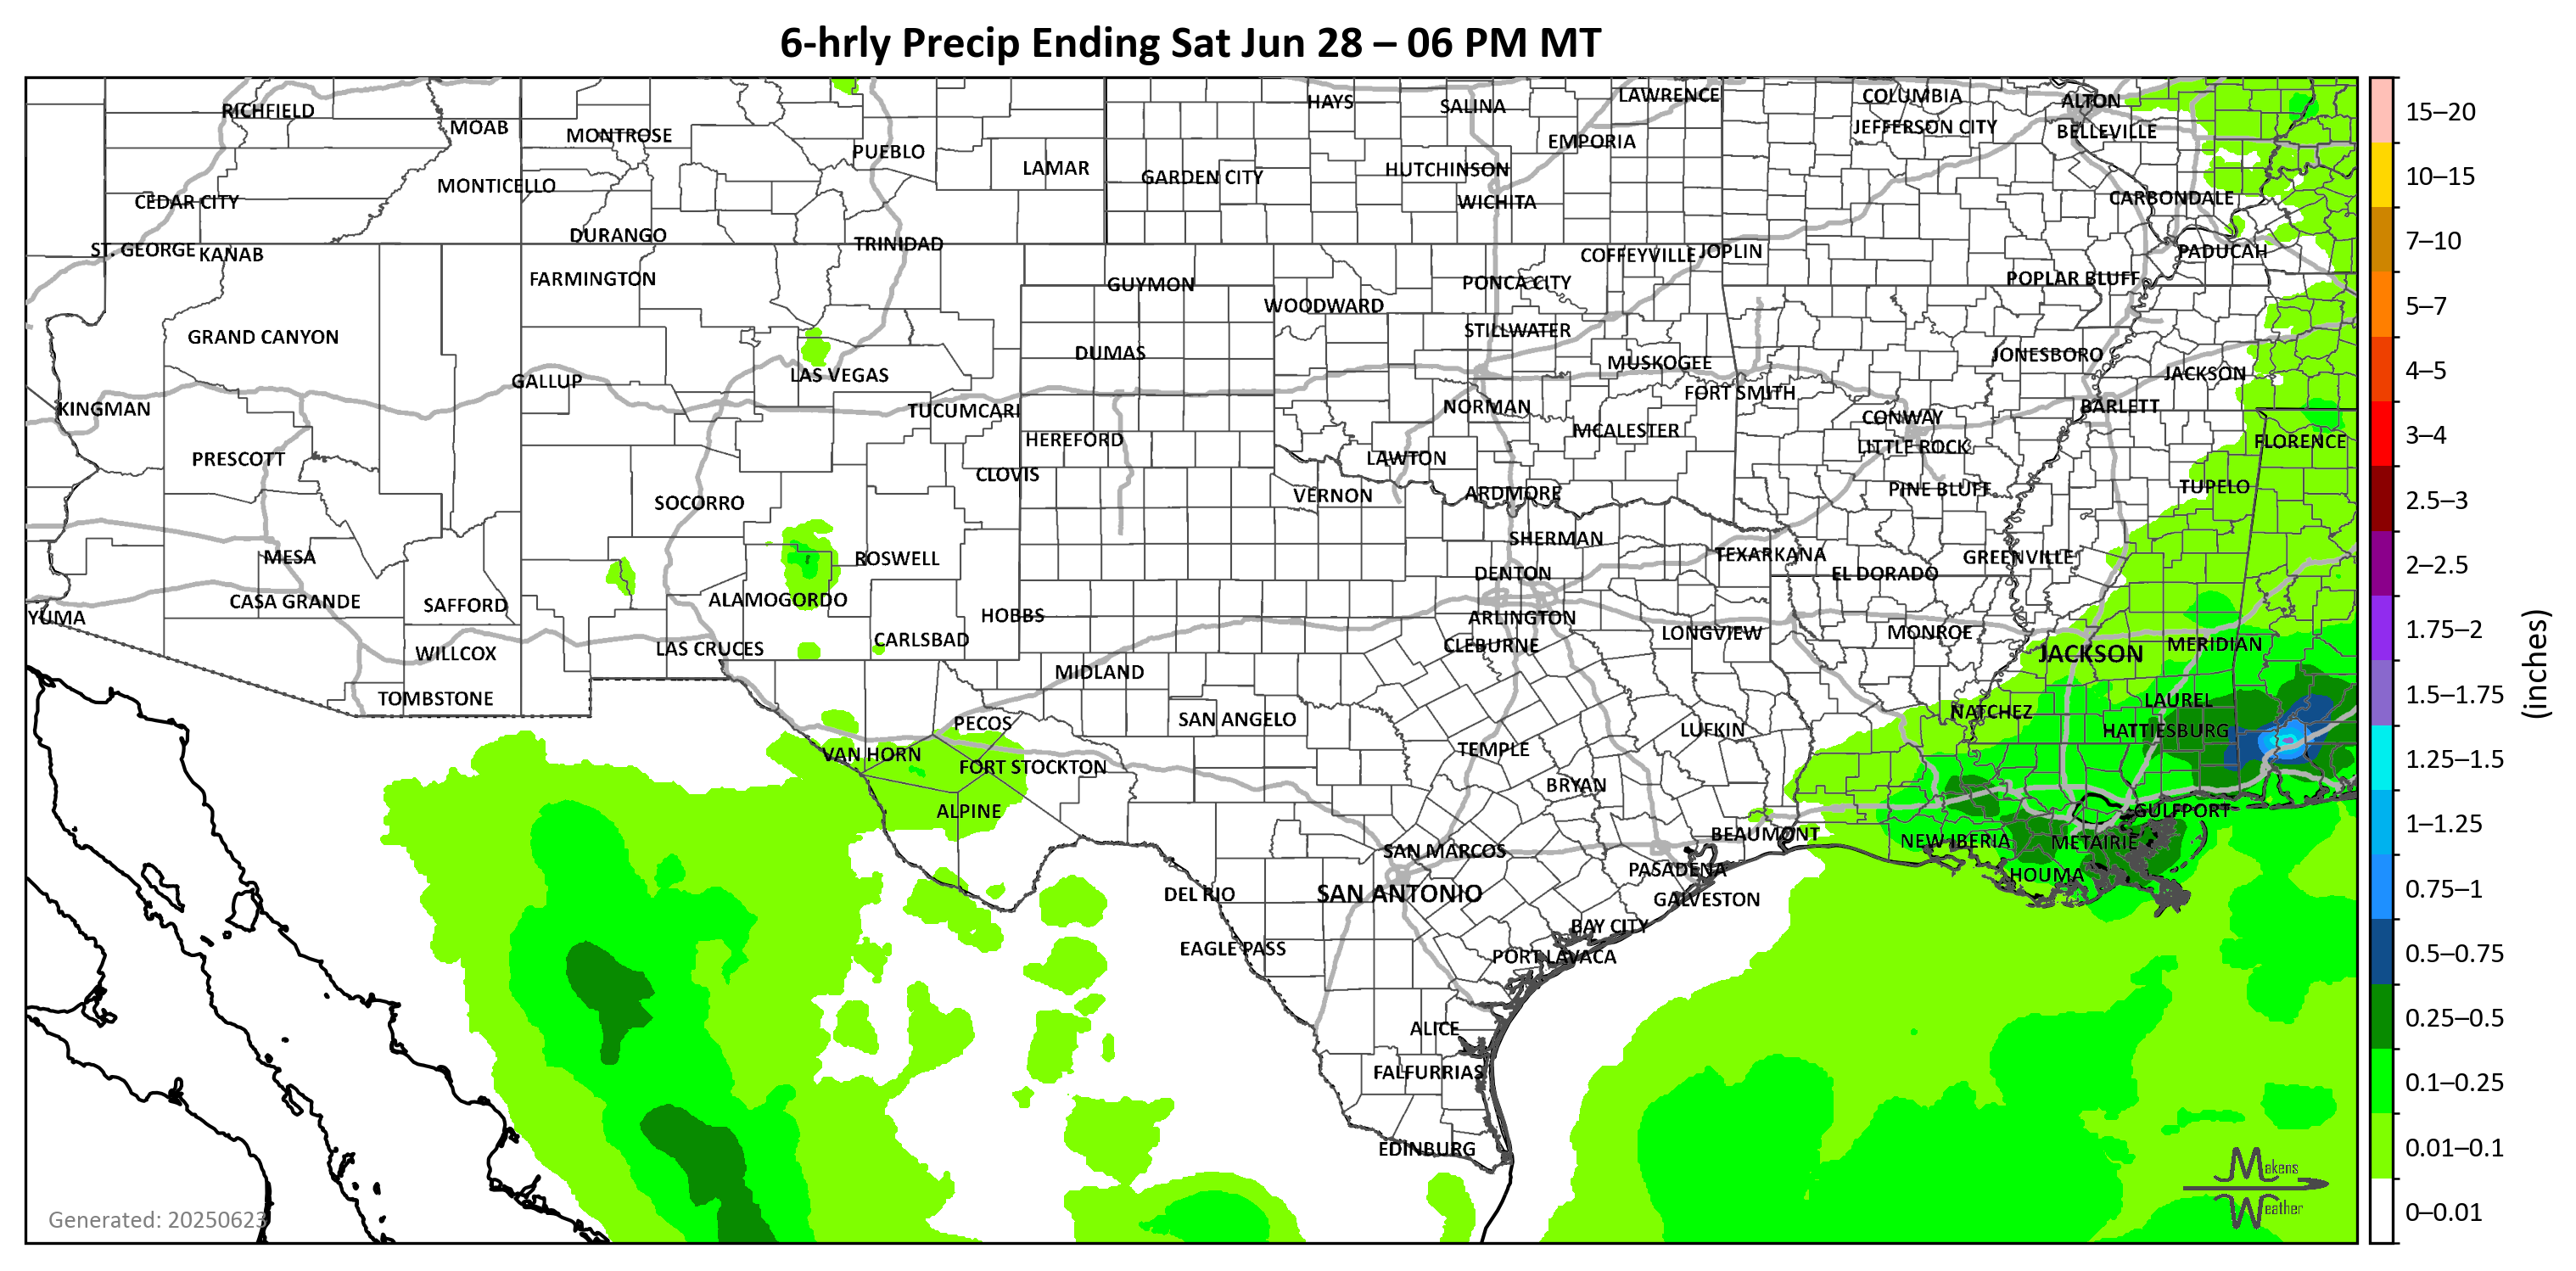 6-hrly Precip Ending Sat Jun 28 – 06 PM MT
RICHFIELD
MOAB
MONTROSE
PUEBLO
LAMAR
HAYS
SALINA
LAWRENCE
COLUMBIA
ALTON
EMPORIA
JEFFERSON CITY
BELLEVILLE
MONTICELLO
GARDEN CITY
HUTCHINSON
CEDAR CITY
WICHITA
CARBONDALE
ST. GEORGE
KANAB
DURANGO
TRINIDAD
COFFEYVILLE
JOPLIN
PADUCAH
FARMINGTON
GUYMON
WOODWARD
PONCA CITY
POPLAR BLUFF
GRAND CANYON
DUMAS
STILLWATER
JONESBORO
GALLUP
LAS VEGAS
MUSKOGEE
JACKSON
KINGMAN
TUCUMCARI
NORMAN
FORT SMITH
CONWAY
BARLETT
PRESCOTT
HEREFORD
MCALESTER
LITTLE ROCK
FLORENCE
CLOVIS
LAWTON
SOCORRO
VERNON
ARDMORE
PINE BLUFF
TUPELO
MESA
ROSWELL
SHERMAN
TEXARKANA
GREENVILLE
DENTON
EL DORADO
YUMA
CASA GRANDE
SAFFORD
ALAMOGORDO
HOBBS
ARLINGTON
WILLCOX
LAS CRUCES
CARLSBAD
CLEBURNE
LONGVIEW
MONROE
JACKSON
MERIDIAN
TOMBSTONE
MIDLAND
PECOS
SAN ANGELO
LUFKIN
NATCHEZ
LAUREL
HATTIESBURG
VAN HORN
FORT STOCKTON
TEMPLE
ALPINE
BRYAN
BEAUMONT
GULFPORT
SAN MARCOS
NEW IBERIA
METAIRIE
DEL RIO
SAN ANTONIO
PASADENA
HOUMA
GALVESTON
EAGLE PASS
BAY CITY
PORT LAVACA
ALICE
FALFURRIAS
EDINBURG
Generated: 20250623
Makens
Weather
15–20
10–15
7–10
5–7
4–5
3–4
2.5–3
2–2.5
1.75–2
1.5–1.75
1.25–1.5
1–1.25
0.75–1
0.5–0.75
0.25–0.5
0.1–0.25
0.01–0.1
0–0.01
(inches)